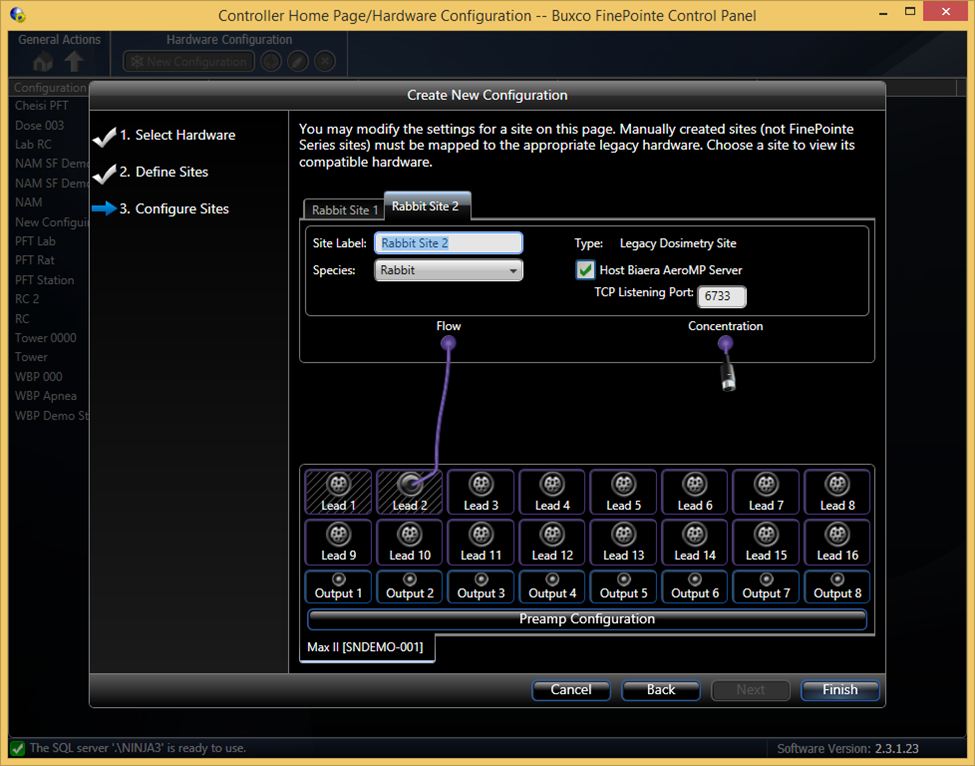 Controller Home Page/Hardware Configuration -- Buxco FinePointe Control Panel
General Actions
Hardware Configuration
New Configuration
Configuration
Cheisi PFT
Dose 003
Lab RC
NAM SF Demo
NAM SF Demo
NAM
New Configuri
PFT Lab
PFT Rat
PFT Station
RC 2
RC
Tower 0000
Tower
WBP 000
WBP Apnea
WBP Demo St
Create New Configuration
1. Select Hardware
2. Define Sites
3. Configure Sites
You may modify the settings for a site on this page. Manually created sites (not FinePointe
Series sites) must be mapped to the appropriate legacy hardware. Choose a site to view its
compatible hardware.
Rabbit Site 1 Rabbit Site 2
Site Label: Rabbit Site 2 Type: Legacy Dosimetry Site
Species: Rabbit Host Biaera AeroMP Server
TCP Listening Port: 6733
Flow Concentration
Lead 1 Lead 2 Lead 3 Lead 4 Lead 5 Lead 6 Lead 7 Lead 8
Lead 9 Lead 10 Lead 11 Lead 12 Lead 13 Lead 14 Lead 15 Lead 16
Output 1 Output 2 Output 3 Output 4 Output 5 Output 6 Output 7 Output 8
Preamp Configuration
Max II [SNDEMO-001]
Cancel Back Next Finish
The SQL server '.\NINJA3' is ready to use. Software Version: 2.3.1.23